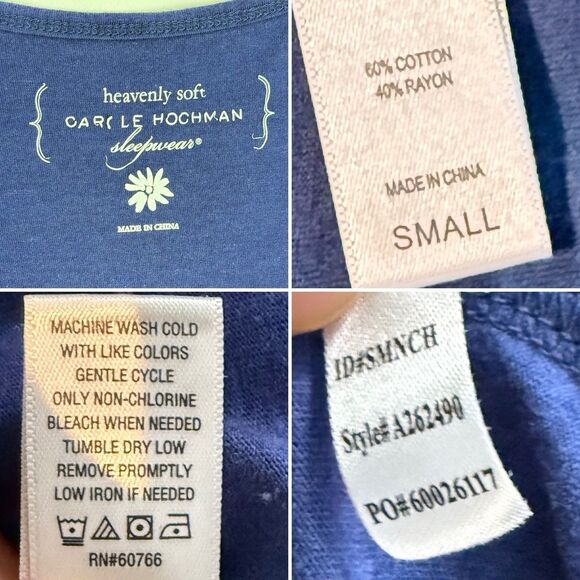 heavenly soft
CAROLE HOCHMAN
sleepwear®
MADE IN CHINA
60% COTTON
40% RAYON
MADE IN CHINA
SMALL
MACHINE WASH COLD
WITH LIKE COLORS
GENTLE CYCLE
ONLY NON-CHLORINE
BLEACH WHEN NEEDED
TUMBLE DRY LOW
REMOVE PROMPTLY
LOW IRON IF NEEDED
RN#60766
ID#SMNCH
Style#A262490
PO#60026117